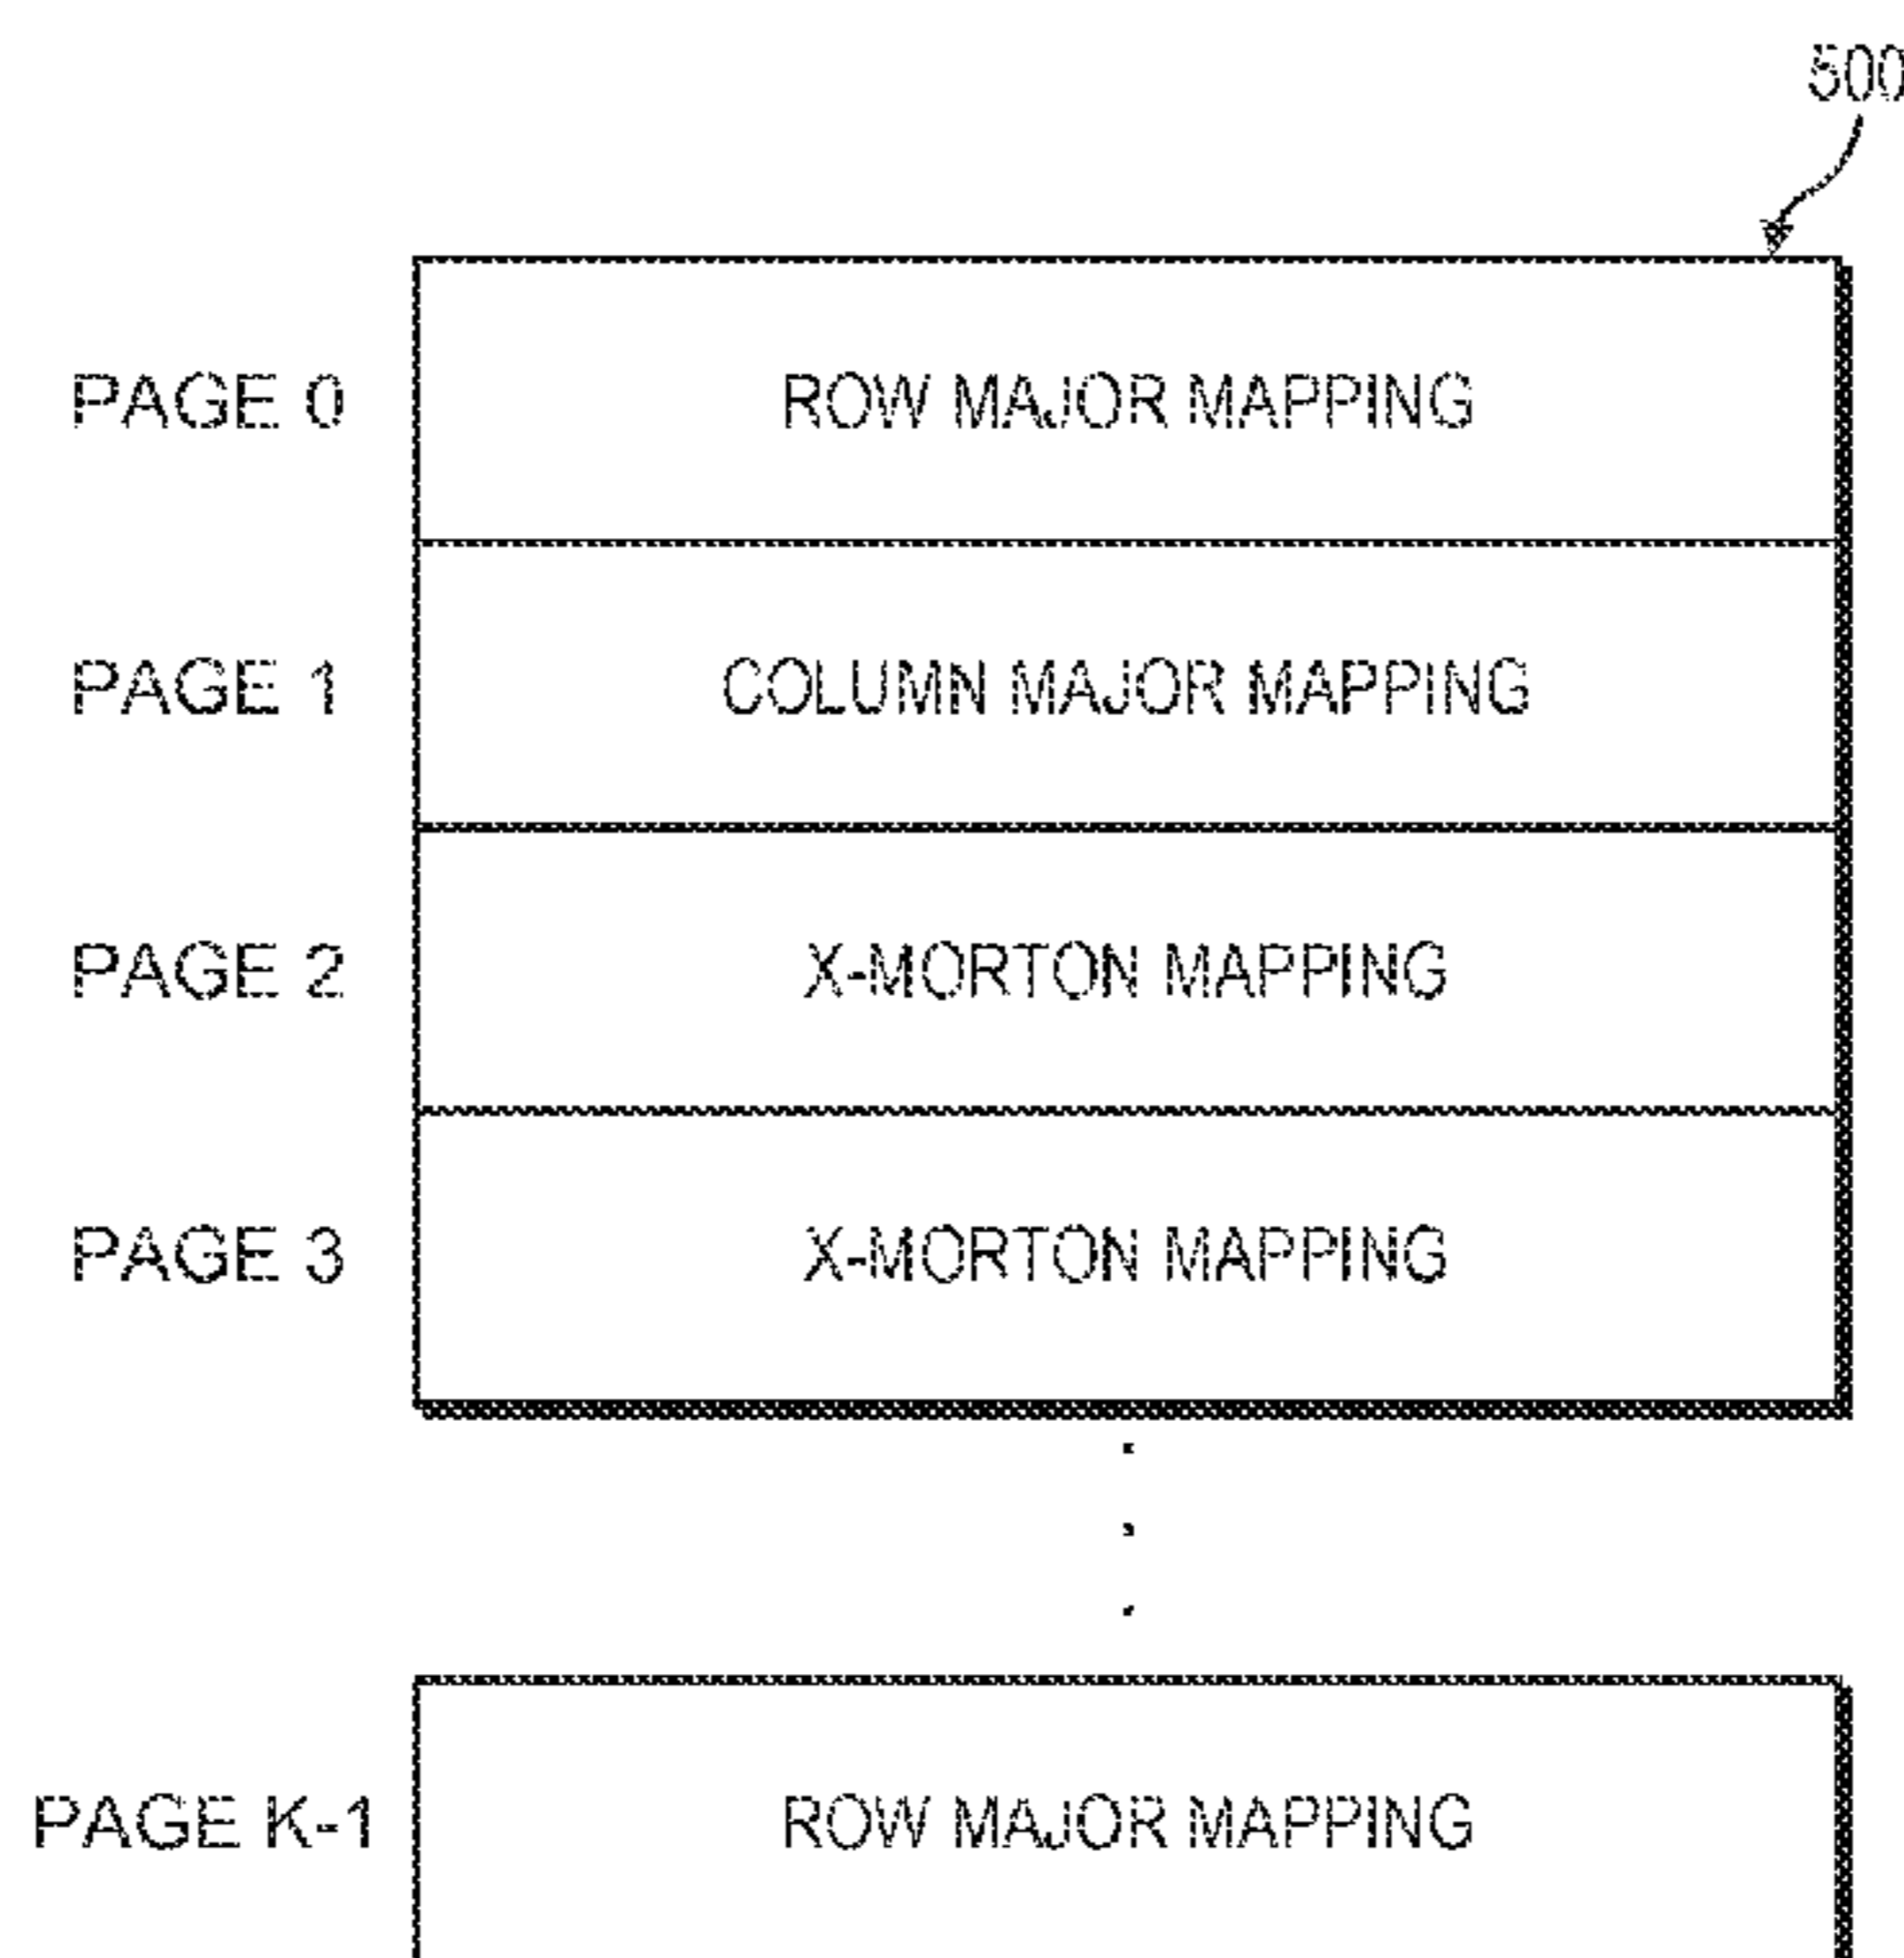 500
PAGE 0 ROW MAJOR MAPPING
PAGE 1 COLUMN MAJOR MAPPING
PAGE 2 X-MORTON MAPPING
PAGE 3 X-MORTON MAPPING
PAGE K-1 ROW MAJOR MAPPING